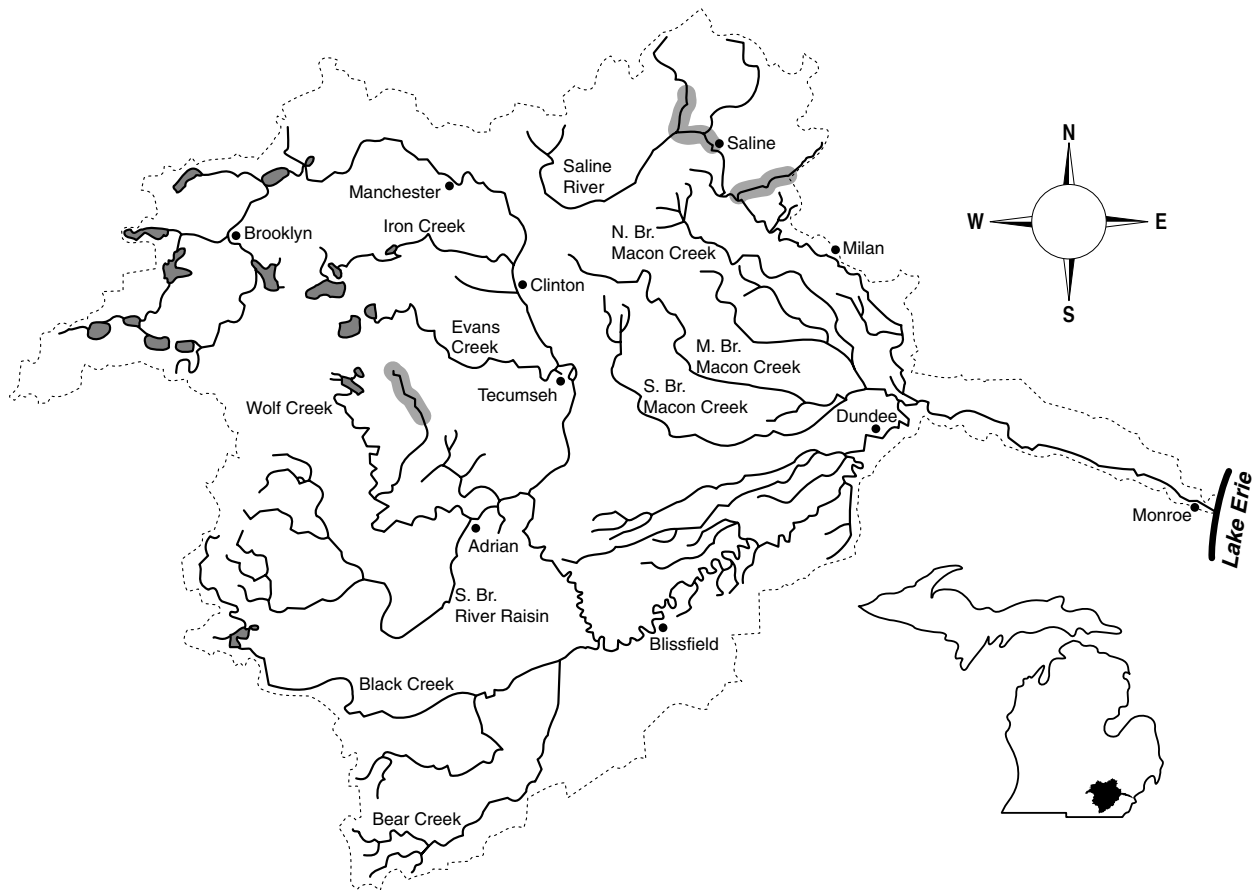 N
W
E
S
Saline
Saline
River
Manchester
Iron Creek
Brooklyn
N. Br.
Macon Creek
Milan
Clinton
Evans
Creek
M. Br.
Macon Creek
Tecumseh
S. Br.
Macon Creek
Wolf Creek
Dundee
Monroe
Lake Erie
Adrian
S. Br.
River Raisin
Blissfield
Black Creek
Bear Creek